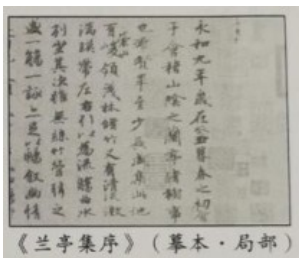 永和九年歲在癸丑暮春之初會
于會稽山陰之蘭亭脩禊事
也羣賢畢至少長咸集此地
有崇山峻領茂林脩竹又有清流激
湍暎帶左右引以為流觴曲水
列坐其次雖無絲竹管弦之
盛一觴一詠亦足以暢敘幽情
《兰亭集序》(摹本·局部)